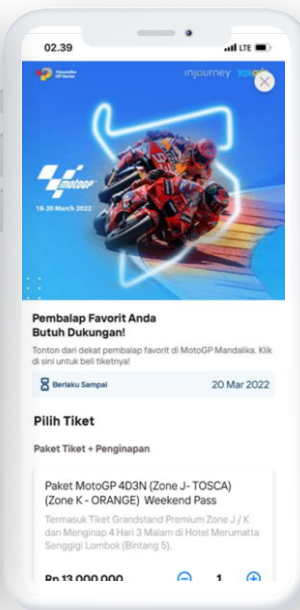 02.39
LTE
Mandalika
GP Series
injourney
MotoGP
18-20 March 2022
Pembalap Favorit Anda
Butuh Dukungan!
Tonton dari dekat pembalap favorit di MotoGP Mandalika. Klik
di sini untuk beli tiketnya!
Berlaku Sampai
20 Mar 2022
Pilih Tiket
Paket Tiket + Penginapan
Paket MotoGP 4D3N (Zone J- TOSCA)
(Zone K - ORANGE) Weekend Pass
Termasuk Tiket Grandstand Premium Zone J / K
dan Menginap 4 Hari 3 Malam di Hotel Merumatta
Senggigi Lombok (Bintang 5).
Rp 13.000.000
1